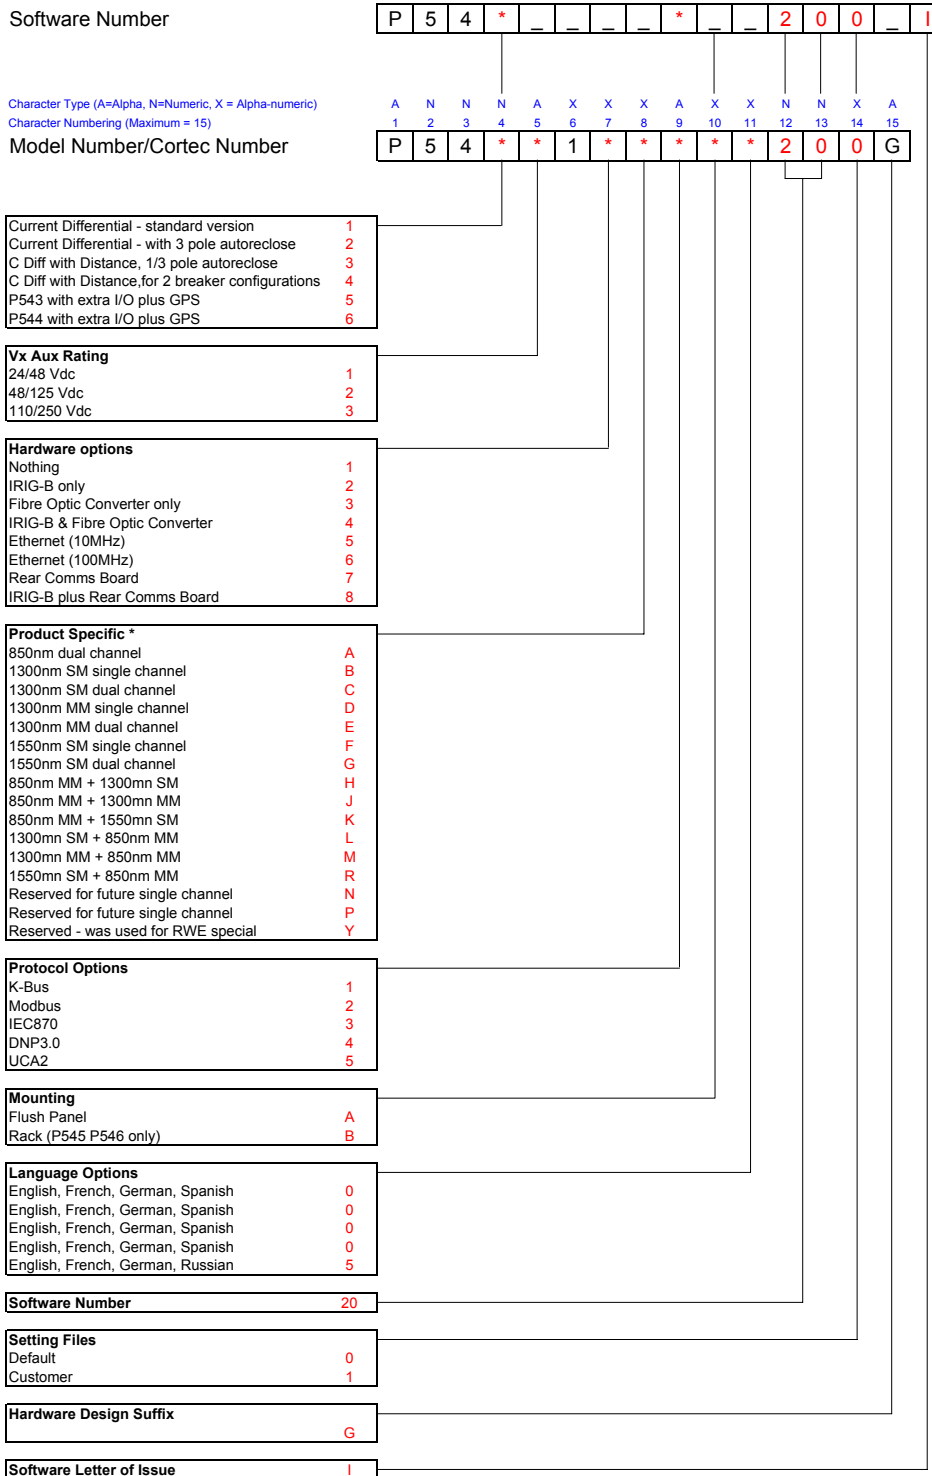 Software Number P 5 4 * _ _ _ _ * _ _ 2 0 0 _ I
Character Type (A=Alpha, N=Numeric, X = Alpha-numeric) A N N N A X X X A X X N N X A
Character Numbering (Maximum = 15) 1 2 3 4 5 6 7 8 9 10 11 12 13 14 15
Model Number/Cortec Number P 5 4 * * 1 * * * * * 2 0 0 G
Current Differential - standard version 1
Current Differential - with 3 pole autoreclose 2
C Diff with Distance, 1/3 pole autoreclose 3
C Diff with Distance,for 2 breaker configurations 4
P543 with extra I/O plus GPS 5
P544 with extra I/O plus GPS 6
Vx Aux Rating
24/48 Vdc 1
48/125 Vdc 2
110/250 Vdc 3
Hardware options
Nothing 1
IRIG-B only 2
Fibre Optic Converter only 3
IRIG-B & Fibre Optic Converter 4
Ethernet (10MHz) 5
Ethernet (100MHz) 6
Rear Comms Board 7
IRIG-B plus Rear Comms Board 8
Product Specific *
850nm dual channel A
1300nm SM single channel B
1300nm SM dual channel C
1300nm MM single channel D
1300nm MM dual channel E
1550nm SM single channel F
1550nm SM dual channel G
850nm MM + 1300mn SM H
850nm MM + 1300mn MM J
850nm MM + 1550nm SM K
1300mn SM + 850nm MM L
1300mn MM + 850nm MM M
1550mn SM + 850nm MM R
Reserved for future single channel N
Reserved for future single channel P
Reserved - was used for RWE special Y
Protocol Options
K-Bus 1
Modbus 2
IEC870 3
DNP3.0 4
UCA2 5
Mounting
Flush Panel A
Rack (P545 P546 only) B
Language Options
English, French, German, Spanish 0
English, French, German, Spanish 0
English, French, German, Spanish 0
English, French, German, Spanish 0
English, French, German, Russian 5
Software Number 20
Setting Files
Default 0
Customer 1
Hardware Design Suffix
G
Software Letter of Issue I